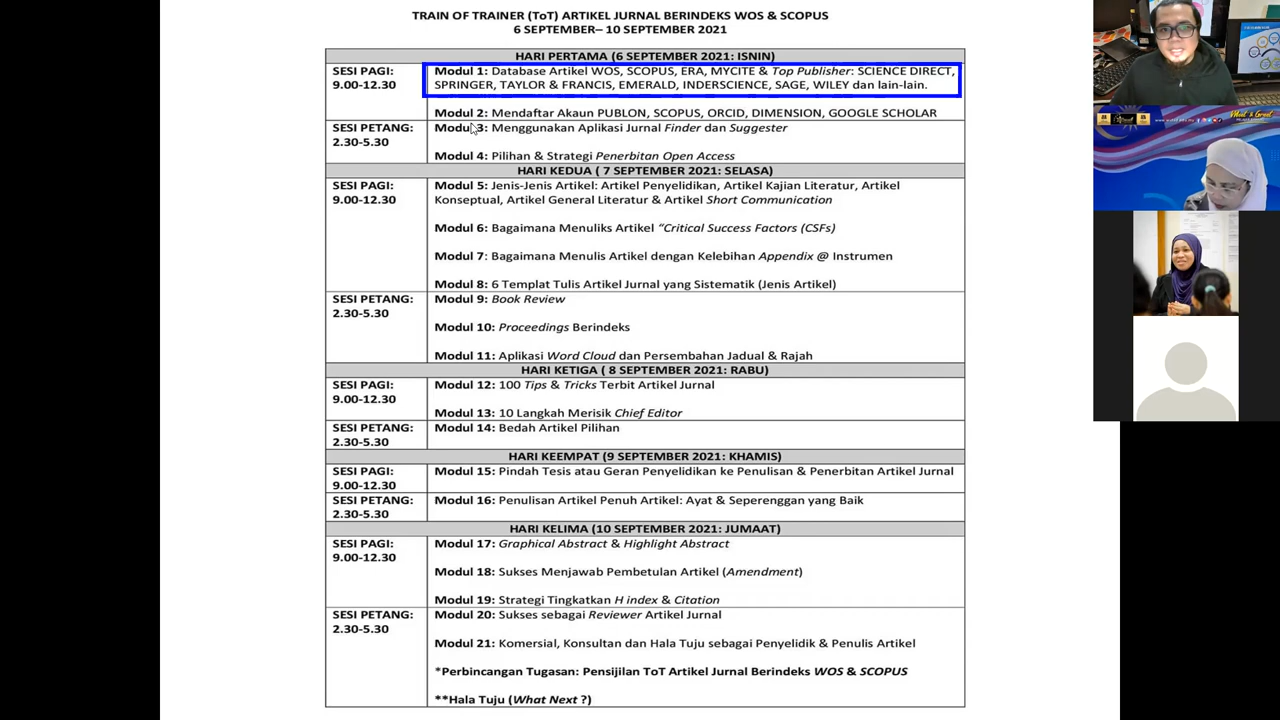 TRAIN OF TRAINER (ToT) ARTIKEL JURNAL BERINDEKS WOS & SCOPUS
6 SEPTEMBER– 10 SEPTEMBER 2021
HARI PERTAMA (6 SEPTEMBER 2021: ISNIN)
SESI PAGI:
9.00-12.30
Modul 1: Database Artikel WOS, SCOPUS, ERA, MYCITE & Top Publisher: SCIENCE DIRECT,
SPRINGER, TAYLOR & FRANCIS, EMERALD, INDERSCIENCE, SAGE, WILEY dan lain-lain.
Modul 2: Mendaftar Akaun PUBLON, SCOPUS, ORCID, DIMENSION, GOOGLE SCHOLAR
SESI PETANG:
2.30-5.30
Modul 3: Menggunakan Aplikasi Jurnal Finder dan Suggester
Modul 4: Pilihan & Strategi Penerbitan Open Access
HARI KEDUA ( 7 SEPTEMBER 2021: SELASA)
SESI PAGI:
9.00-12.30
Modul 5: Jenis-Jenis Artikel: Artikel Penyelidikan, Artikel Kajian Literatur, Artikel
Konseptual, Artikel General Literatur & Artikel Short Communication
Modul 6: Bagaimana Menuliks Artikel “Critical Success Factors (CSFs)
Modul 7: Bagaimana Menulis Artikel dengan Kelebihan Appendix @ Instrumen
Modul 8: 6 Templat Tulis Artikel Jurnal yang Sistematik (Jenis Artikel)
SESI PETANG:
2.30-5.30
Modul 9: Book Review
Modul 10: Proceedings Berindeks
Modul 11: Aplikasi Word Cloud dan Persembahan Jadual & Rajah
HARI KETIGA ( 8 SEPTEMBER 2021: RABU)
SESI PAGI:
9.00-12.30
Modul 12: 100 Tips & Tricks Terbit Artikel Jurnal
Modul 13: 10 Langkah Merisik Chief Editor
SESI PETANG:
2.30-5.30
Modul 14: Bedah Artikel Pilihan
HARI KEEMPAT (9 SEPTEMBER 2021: KHAMIS)
SESI PAGI:
9.00-12.30
Modul 15: Pindah Tesis atau Geran Penyelidikan ke Penulisan & Penerbitan Artikel Jurnal
SESI PETANG:
2.30-5.30
Modul 16: Penulisan Artikel Penuh Artikel: Ayat & Seperenggan yang Baik
HARI KELIMA (10 SEPTEMBER 2021: JUMAAT)
SESI PAGI:
9.00-12.30
Modul 17: Graphical Abstract & Highlight Abstract
Modul 18: Sukses Menjawab Pembetulan Artikel (Amendment)
Modul 19: Strategi Tingkatkan H index & Citation
SESI PETANG:
2.30-5.30
Modul 20: Sukses sebagai Reviewer Artikel Jurnal
Modul 21: Komersial, Konsultan dan Hala Tuju sebagai Penyelidik & Penulis Artikel
*Perbincangan Tugasan: Pensijilan ToT Artikel Jurnal Berindeks WOS & SCOPUS
**Hala Tuju (What Next ?)